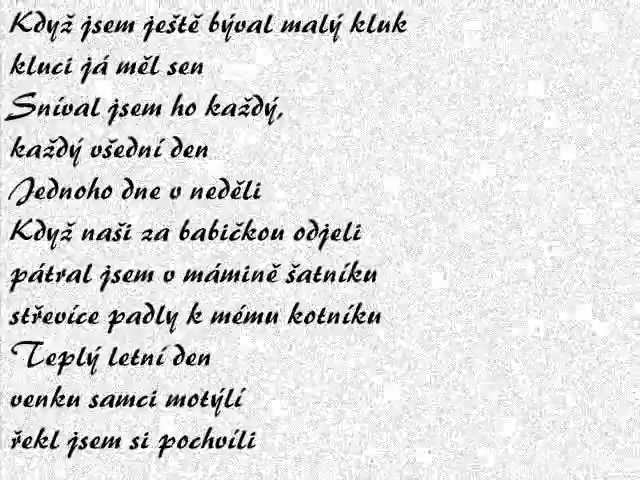 Když jsem ještě býval malý kluk
kluci já měl sen
Sníval jsem ho každý,
každý všední den
Jednoho dne v neděli
Když naši za babičkou odjeli
pátral jsem v mámině šatníku
střevíce padly k mému kotníku
Teplý letní den
venku samci motýlí
řekl jsem si pochvíli